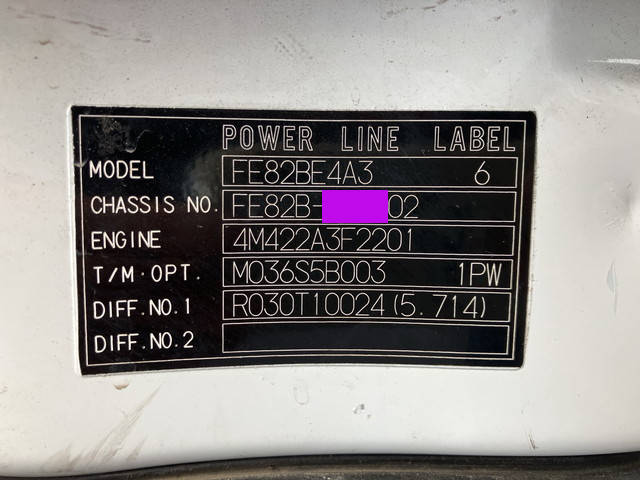 POWER LINE LABEL
MODEL FE82BE4A3 6
CHASSIS NO. FE82B- 02
ENGINE 4M422A3F2201
T/M·OPT. M036S5B003 1PW
DIFF.NO.1 R030T10024(5.714)
DIFF.NO.2